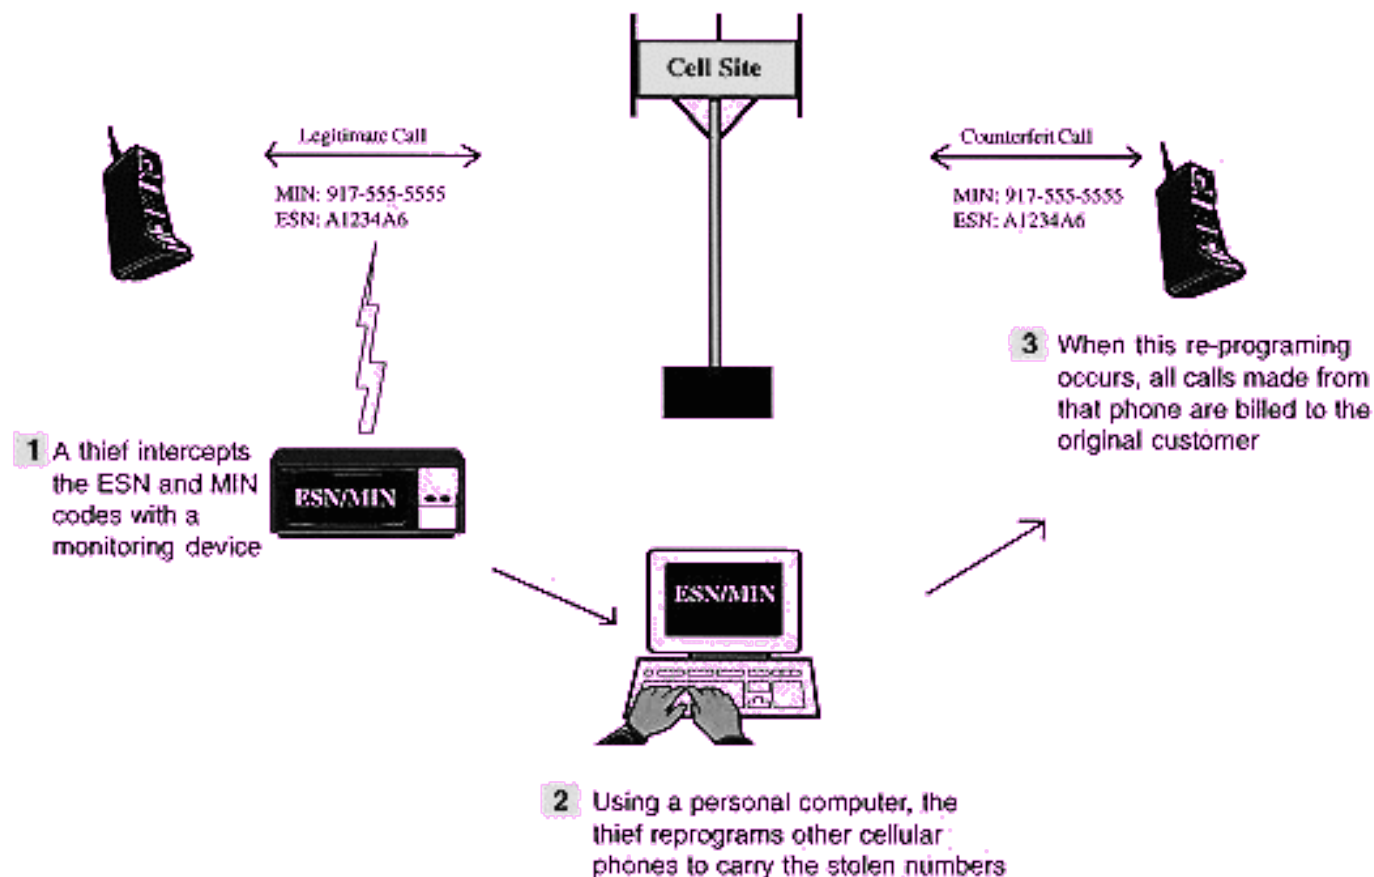 Cell Site
Legitimate Call
MIN: 917-555-5555
ESN: A1234A6
Counterfeit Call
MIN: 917-555-5555
ESN: A1234A6
1 A thief intercepts
the ESN and MIN
codes with a
monitoring device
ESN/MIN
ESN/MIN
2 Using a personal computer, the
thief reprograms other cellular
phones to carry the stolen numbers
3 When this re-programing
occurs, all calls made from
that phone are billed to the
original customer